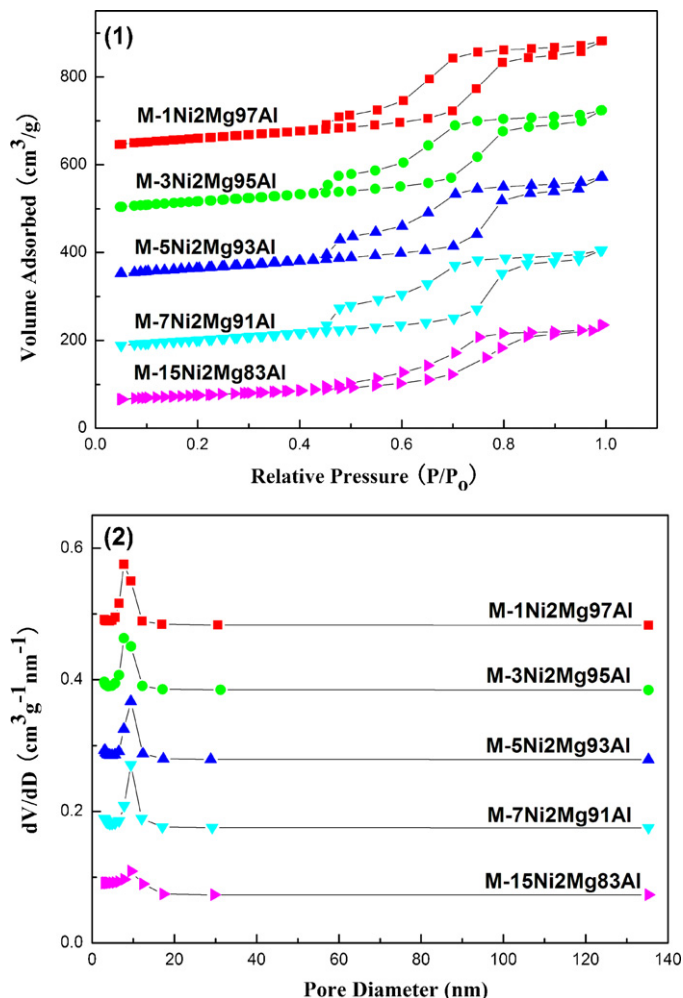 (1)
800
600
400
200
0
Volume Adsorbed (cm³/g)
M-1Ni2Mg97Al
M-3Ni2Mg95Al
M-5Ni2Mg93Al
M-7Ni2Mg91Al
M-15Ni2Mg83Al
0.0 0.2 0.4 0.6 0.8 1.0
Relative Pressure (P/P₀)
(2)
0.6
0.4
0.2
0.0
dV/dD (cm³g⁻¹nm⁻¹)
M-1Ni2Mg97Al
M-3Ni2Mg95Al
M-5Ni2Mg93Al
M-7Ni2Mg91Al
M-15Ni2Mg83Al
0 20 40 60 80 100 120 140
Pore Diameter (nm)